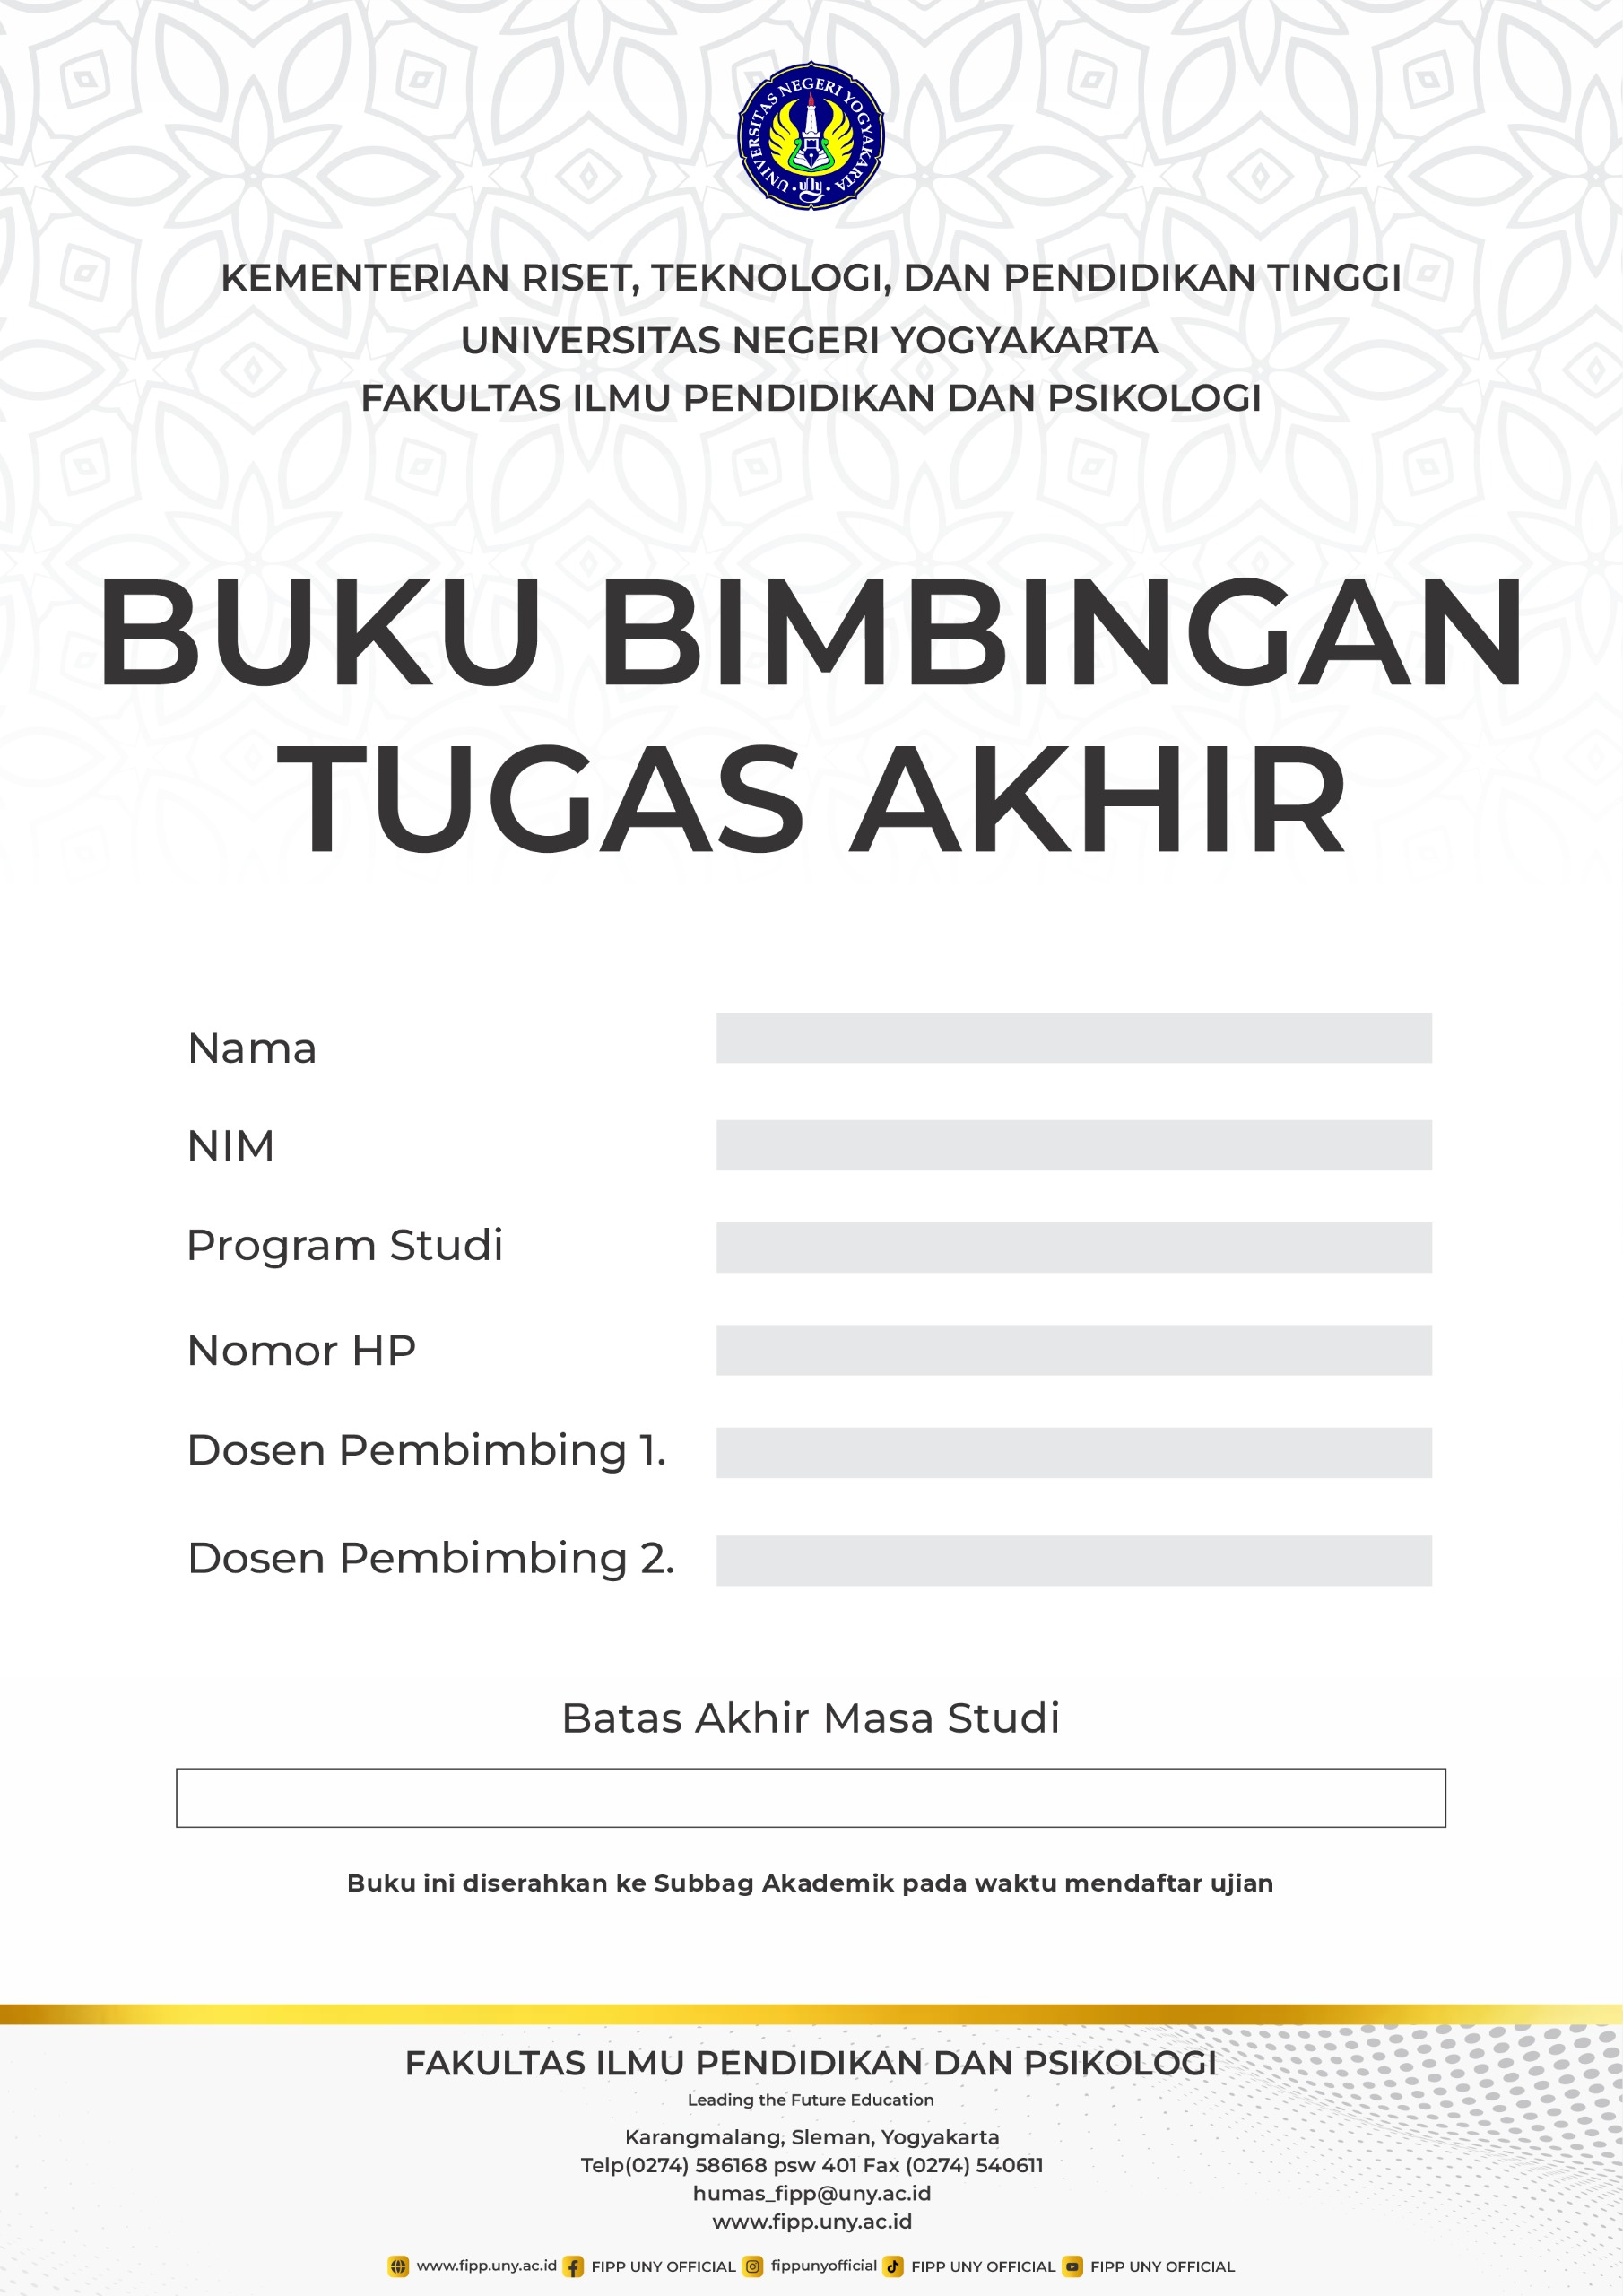 UNIVERSITAS NEGERI YOGYAKARTA
uny
KEMENTERIAN RISET, TEKNOLOGI, DAN PENDIDIKAN TINGGI
UNIVERSITAS NEGERI YOGYAKARTA
FAKULTAS ILMU PENDIDIKAN DAN PSIKOLOGI
BUKU BIMBINGAN
TUGAS AKHIR
Nama
NIM
Program Studi
Nomor HP
Dosen Pembimbing 1.
Dosen Pembimbing 2.
Batas Akhir Masa Studi
Buku ini diserahkan ke Subbag Akademik pada waktu mendaftar ujian
FAKULTAS ILMU PENDIDIKAN DAN PSIKOLOGI
Leading the Future Education
Karangmalang, Sleman, Yogyakarta
Telp(0274) 586168 psw 401 Fax (0274) 540611
humas_fipp@uny.ac.id
www.fipp.uny.ac.id
www.fipp.uny.ac.id FIPP UNY OFFICIAL fippunyofficial FIPP UNY OFFICIAL FIPP UNY OFFICIAL